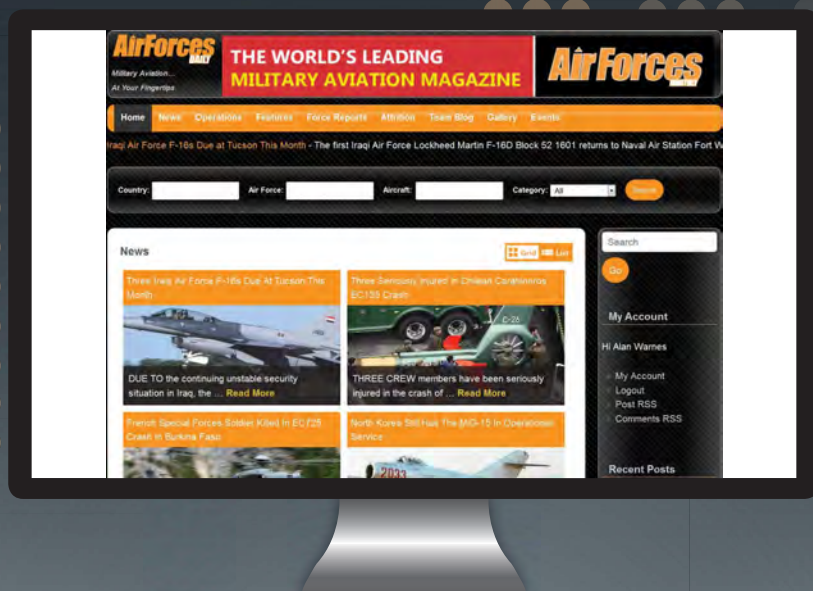 AirForces
DAILY
Military Aviation...
At Your Fingertips
THE WORLD'S LEADING
MILITARY AVIATION MAGAZINE
AirForces
MONTHLY
Home News Operations Features Force Reports Attrition Team Blog Gallery Events
Iraqi Air Force F-16s Due at Tucson This Month - The first Iraqi Air Force Lockheed Martin F-16D Block 52 1601 returns to Naval Air Station Fort W
Country: Air Force: Aircraft: Category: All Search
News
Grid List
Three Iraqi Air Force F-16s Due At Tucson This
Month
DUE TO the continuing unstable security
situation in Iraq, the ... Read More
Three Seriously Injured In Chilean Carabineros
EC135 Crash
C-26
THREE CREW members have been seriously
injured in the crash of ... Read More
French Special Forces Soldier Killed In EC725
Crash In Burkina Faso
North Korea Still Has The MiG-15 In Operational
Service
2033
Search
Go
My Account
Hi Alan Warnes
My Account
Logout
Post RSS
Comments RSS
Recent Posts